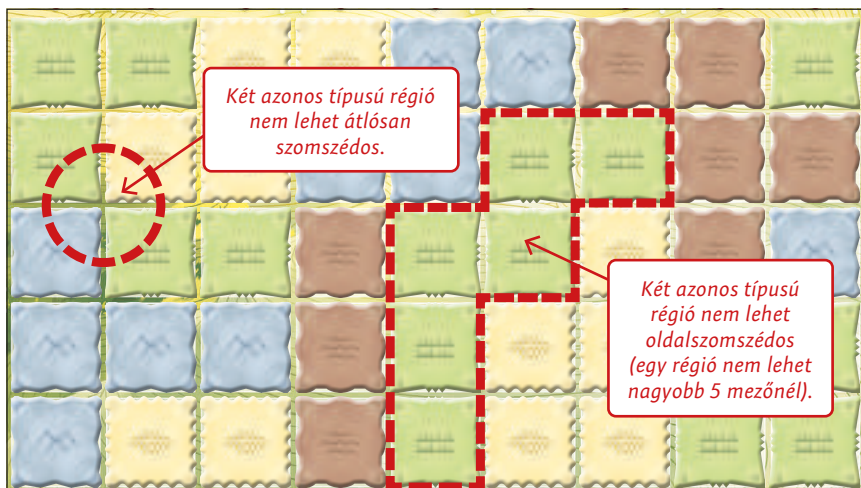 Két azonos típusú régió
nem lehet átlósan
szomszédos.
Két azonos típusú
régió nem lehet
oldalszomszédos
(egy régió nem lehet
nagyobb 5 mezőnél).